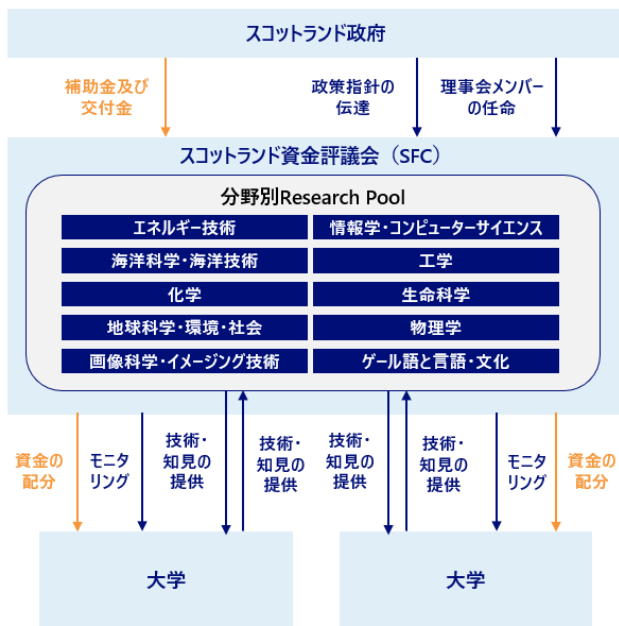 スコットランド政府
補助金及び
交付金
政策指針の
伝達
理事会メンバー
の任命
スコットランド資金評議会（SFC）
分野別Research Pool
エネルギー技術
情報学・コンピューターサイエンス
海洋科学・海洋技術
工学
化学
生命科学
地球科学・環境・社会
物理学
画像科学・イメージング技術
ゲール語と言語・文化
資金の
配分
モニタ
リング
技術・
知見の
提供
技術・
知見の
提供
技術・
知見の
提供
技術・
知見の
提供
モニタ
リング
資金の
配分
大学
大学